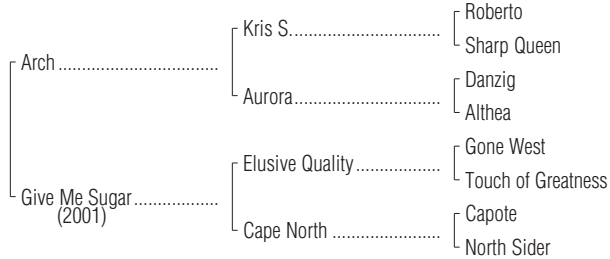 Roberto
Kris S.
Sharp Queen
Arch
Danzig
Aurora
Althea
Gone West
Elusive Quality
Touch of Greatness
Give Me Sugar
(2001)
Capote
Cape North
North Sider